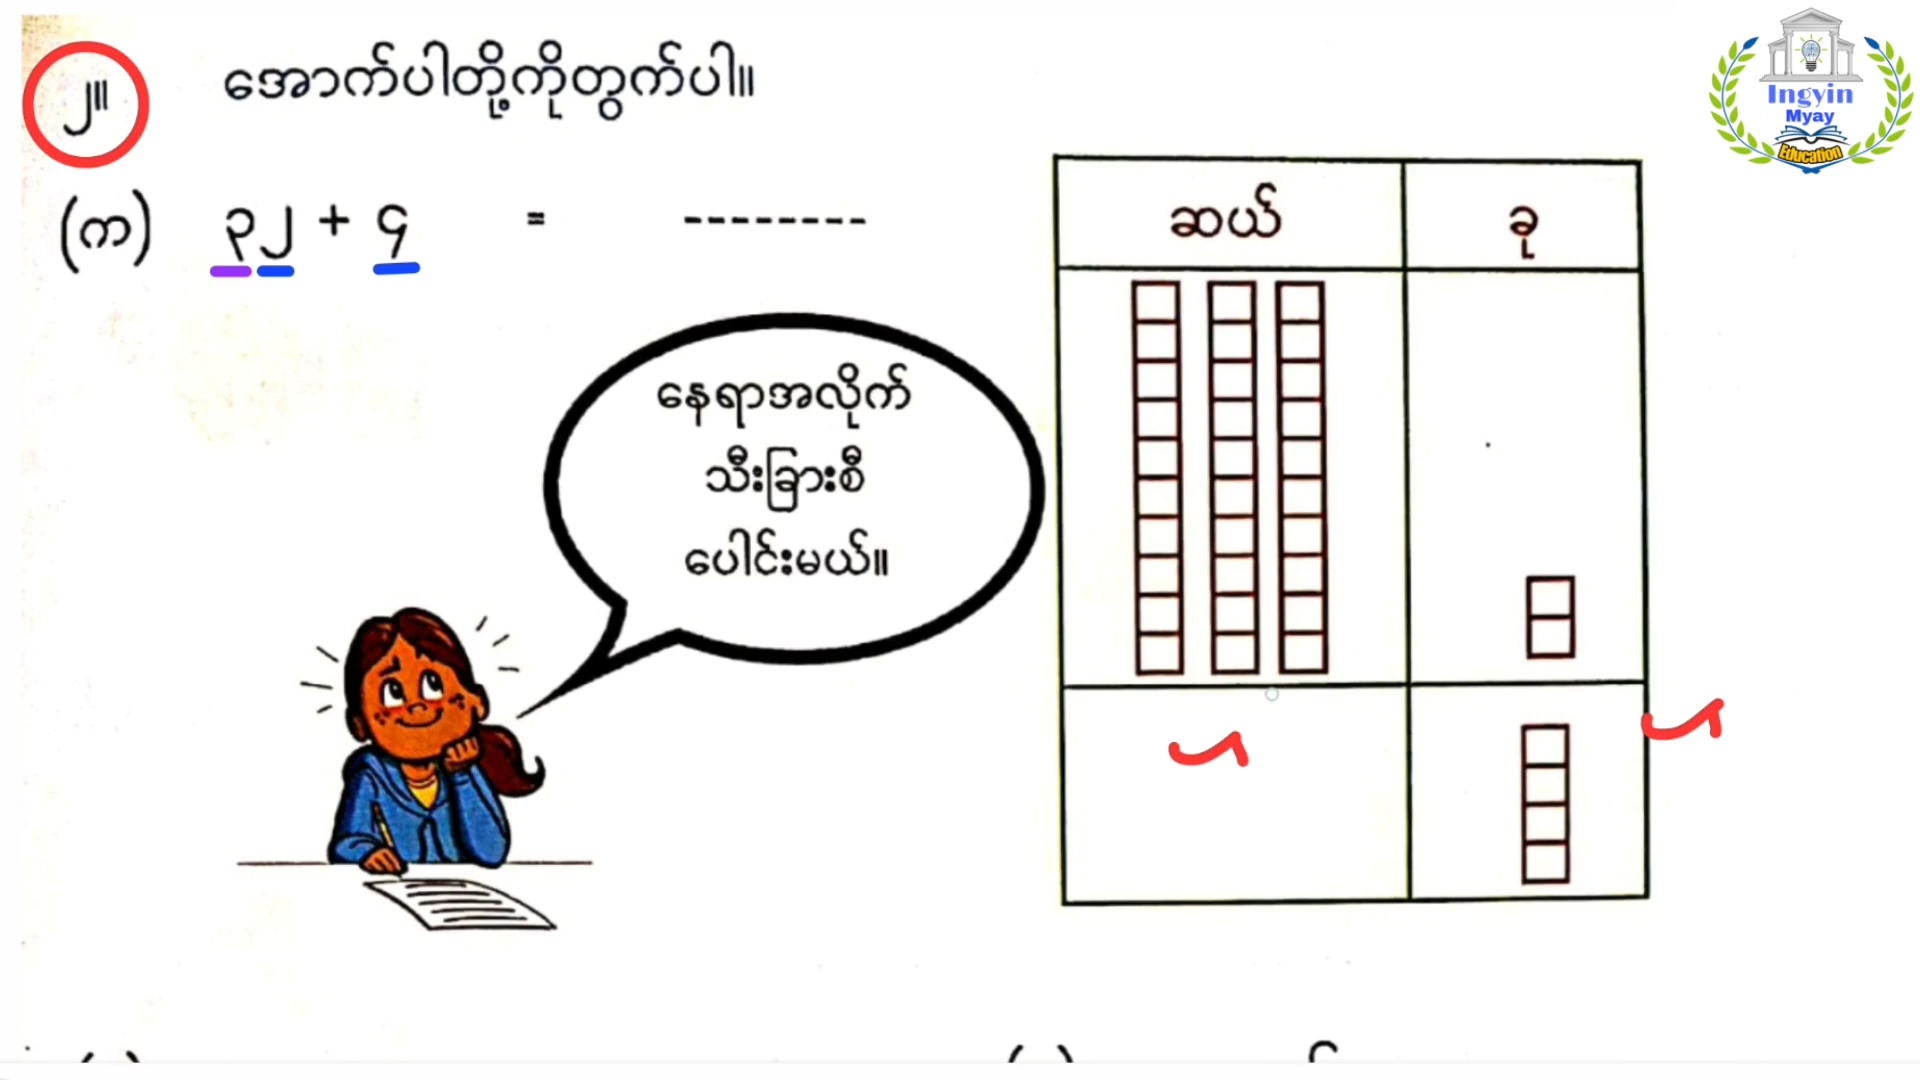 ၂။ အောက်ပါတို့ကိုတွက်ပါ။
(က) ၃၂ + ၄ = --------
နေရာအလိုက်
သီးခြားစီ
ပေါင်းမယ်။
ဆယ် ခု
Ingyin
Myay
Education